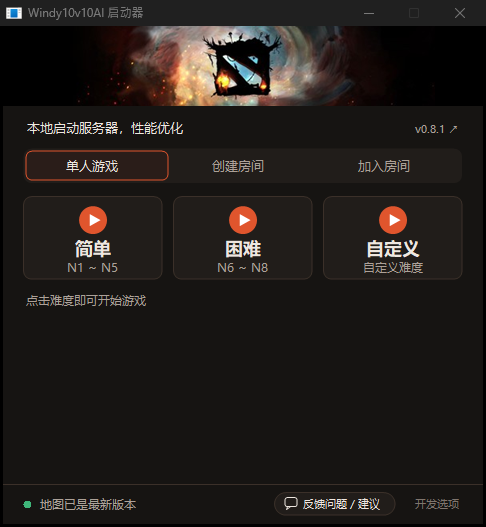 Windy10v10AI 启动器
本地启动服务器，性能优化
v0.8.1 ↗
单人游戏 创建房间 加入房间
简单 困难 自定义
N1 ~ N5 N6 ~ N8 自定义难度
点击难度即可开始游戏
地图已是最新版本 反馈问题 / 建议 开发选项